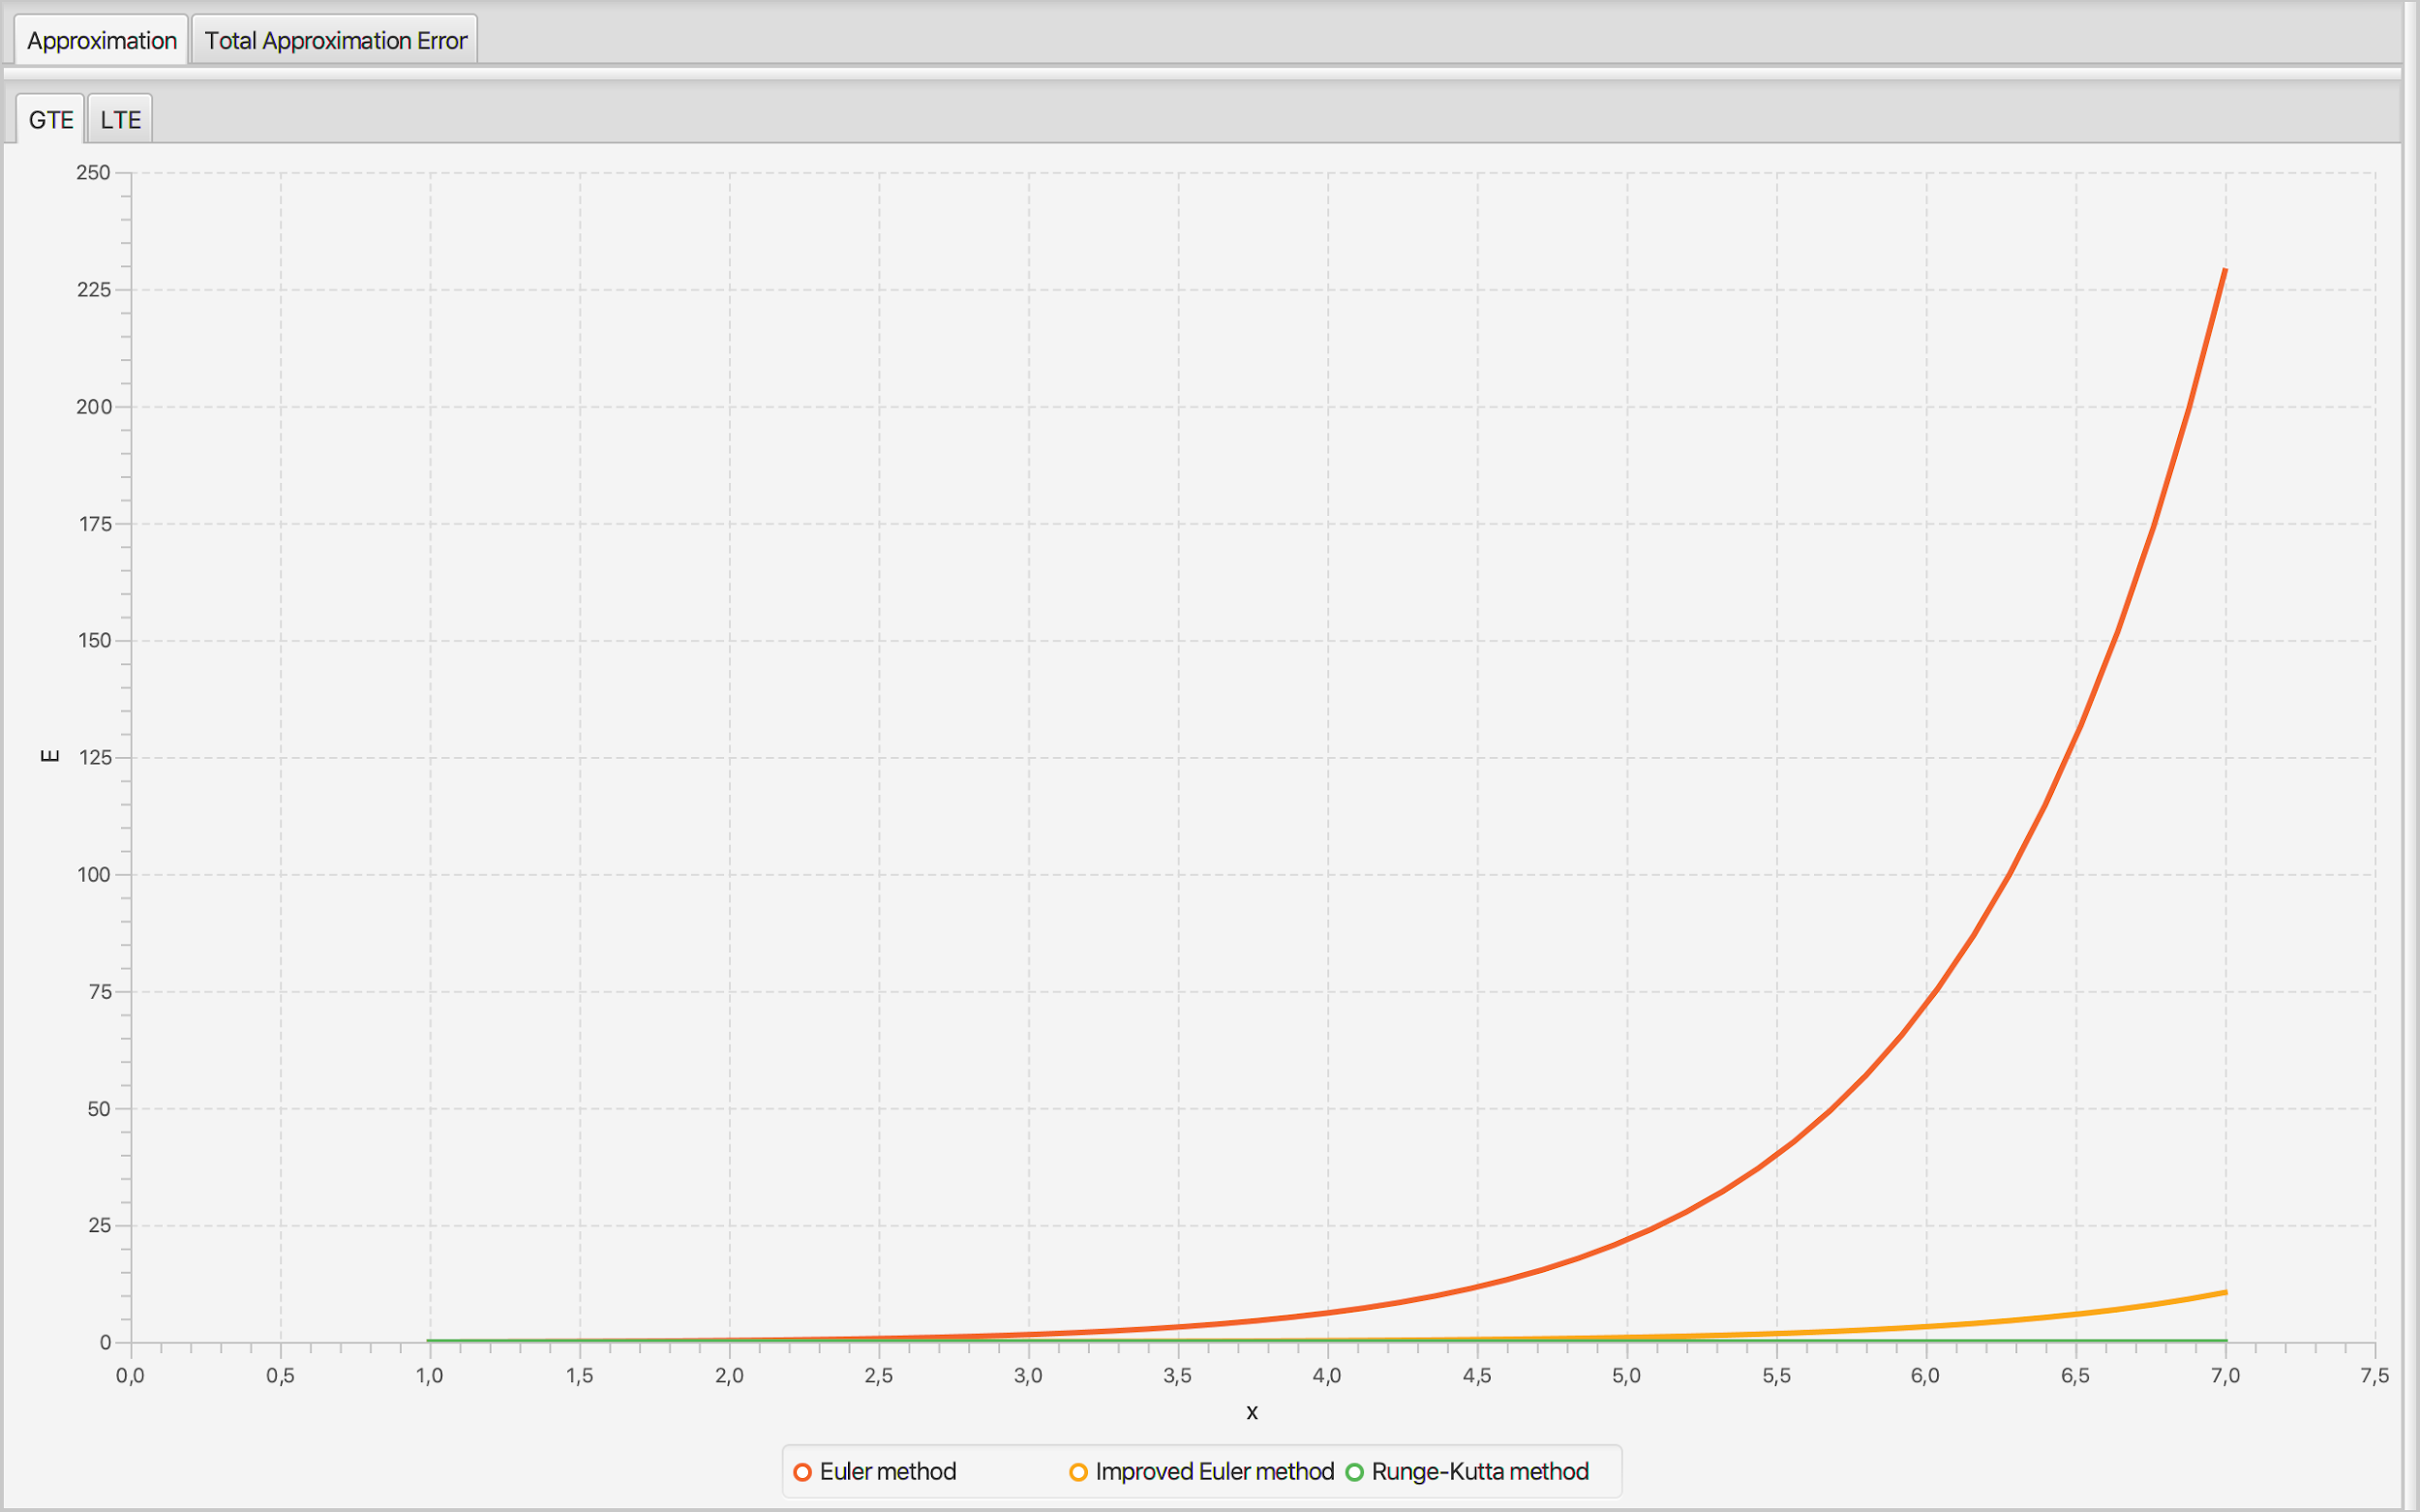 Approximation Total Approximation Error
GTE LTE
250
225
200
175
150
E 125
100
75
50
25
0
0,0 0,5 1,0 1,5 2,0 2,5 3,0 3,5 4,0 4,5 5,0 5,5 6,0 6,5 7,0 7,5
x
Euler method Improved Euler method Runge-Kutta method